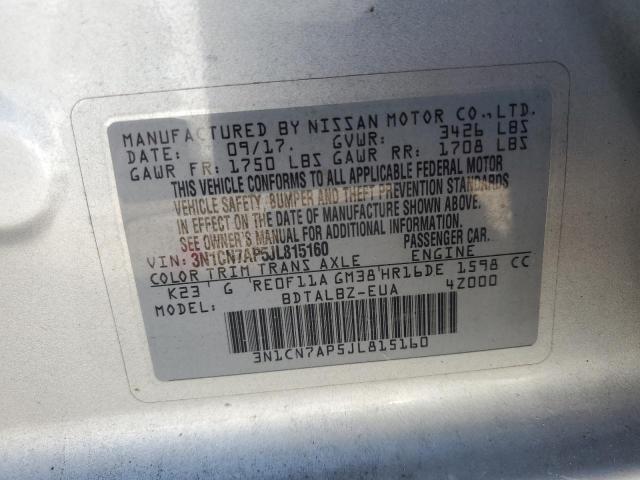 MANUFACTURED BY NISSAN MOTOR CO.,LTD.
DATE: 09/17. GVWR: 3426 LBS
GAWR FR: 1750 LBS GAWR RR: 1708 LBS
THIS VEHICLE CONFORMS TO ALL APPLICABLE FEDERAL MOTOR
VEHICLE SAFETY, BUMPER AND THEFT PREVENTION STANDARDS
IN EFFECT ON THE DATE OF MANUFACTURE SHOWN ABOVE.
SEE OWNER'S MANUAL FOR ADDITIONAL INFORMATION.
VIN: 3N1CN7AP5JL815160 PASSENGER CAR.
COLOR TRIM TRANS AXLE ENGINE
K23 ' G 'RE0F11A GM38'HR16DE 1598 CC
BDTALBZ-EUA 4Z000
3N1CN7AP5JL815160